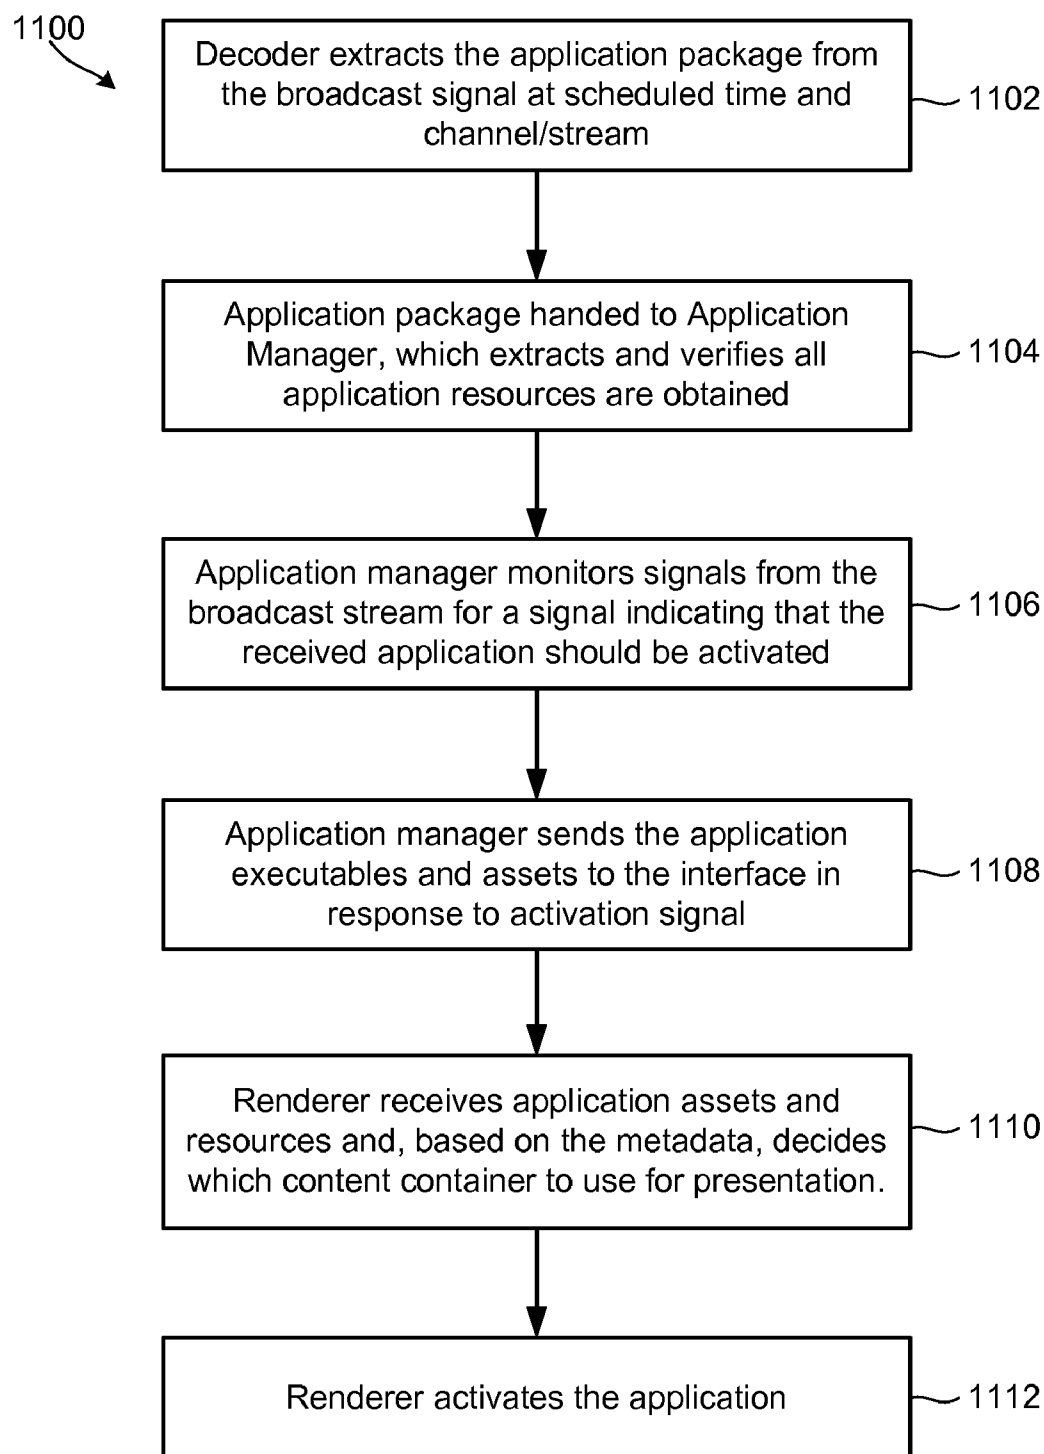 1100
Decoder extracts the application package from
the broadcast signal at scheduled time and
channel/stream
1102
Application package handed to Application
Manager, which extracts and verifies all
application resources are obtained
1104
Application manager monitors signals from the
broadcast stream for a signal indicating that the
received application should be activated
1106
Application manager sends the application
executables and assets to the interface in
response to activation signal
1108
Renderer receives application assets and
resources and, based on the metadata, decides
which content container to use for presentation.
1110
Renderer activates the application
1112